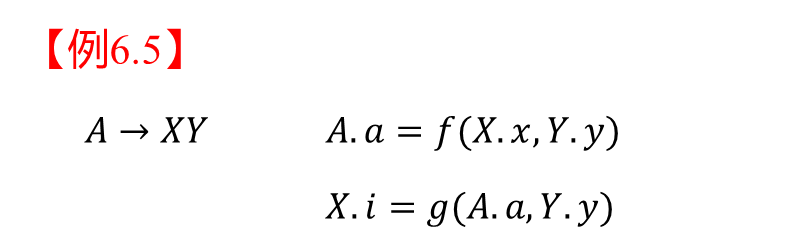 【例6.5】
A → XY A.a = f(X.x,Y.y)
X.i = g(A.a,Y.y)